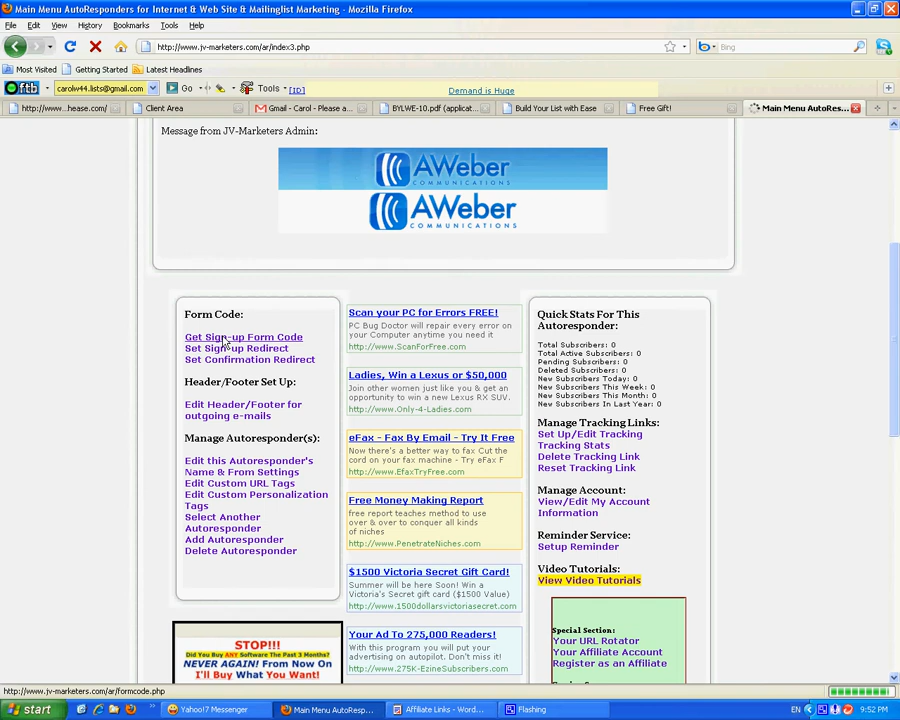 Main Menu AutoResponders for Internet & Web Site & Mailinglist Marketing - Mozilla Firefox
File Edit View History Bookmarks Tools Help
http://www.jv-marketers.com/ar/index3.php
Bing
Most Visited Getting Started Latest Headlines
ftb carolw44.lists@gmail.com Go Tools [ID] Demand is Huge
http://www....hease.com/ Client Area Gmail - Carol - Please a... BYLWE-10.pdf (applicat... Build Your List with Ease Free Gift! Main Menu AutoRes...
Message from JV-Marketers Admin:
AWeber
COMMUNICATIONS
AWeber
COMMUNICATIONS
Form Code:
Get Sign-up Form Code
Set Sign-up Redirect
Set Confirmation Redirect
Header/Footer Set Up:
Edit Header/Footer for
outgoing e-mails
Manage Autoresponder(s):
Edit this Autoresponder's
Name & From Settings
Edit Custom URL Tags
Edit Custom Personalization
Tags
Select Another
Autoresponder
Add Autoresponder
Delete Autoresponder
STOP!!!
Did You Buy ANY Software The Past 3 Months?
NEVER AGAIN! From Now On
I'll Buy What You Want!
Scan your PC for Errors FREE!
PC Bug Doctor will repair every error on
your Computer anytime you need it
http://www.ScanForFree.com
Ladies, Win a Lexus or $50,000
Join other women just like you & get an
opportunity to win a new Lexus RX SUV.
http://www.Only-4-Ladies.com
eFax - Fax By Email - Try It Free
Now there's a better way to fax Cut the
cord on your fax machine - Try eFax F
http://www.EfaxTryFree.com
Free Money Making Report
free report teaches method to use
over & over to conquer all kinds
of niches
http://www.PenetrateNiches.com
$1500 Victoria Secret Gift Card!
Summer will be here Soon! Win a
Victoria's Secret gift card ($1500 Value)
http://www.1500dollarsvictoriasecret.com
Your Ad To 275,000 Readers!
With this program you will put your
advertising on autopilot. Don't miss it!
http://www.275K-EzineSubscribers.com
Quick Stats For This
Autoresponder:
Total Subscribers: 0
Total Active Subscribers: 0
Pending Subscribers: 0
Deleted Subscribers: 0
New Subscribers Today: 0
New Subscribers This Week: 0
New Subscribers This Month: 0
New Subscribers In Last Year: 0
Manage Tracking Links:
Set Up/Edit Tracking
Tracking Stats
Delete Tracking Link
Reset Tracking Link
Manage Account:
View/Edit My Account
Information
Reminder Service:
Setup Reminder
Video Tutorials:
View Video Tutorials
Special Section:
Your URL Rotator
Your Affiliate Account
Register as an Affiliate
http://www.jv-marketers.com/ar/formcode.php
start Yahoo!7 Messenger Main Menu AutoResp... Affiliate Links - Word... Flashing EN 9:52 PM